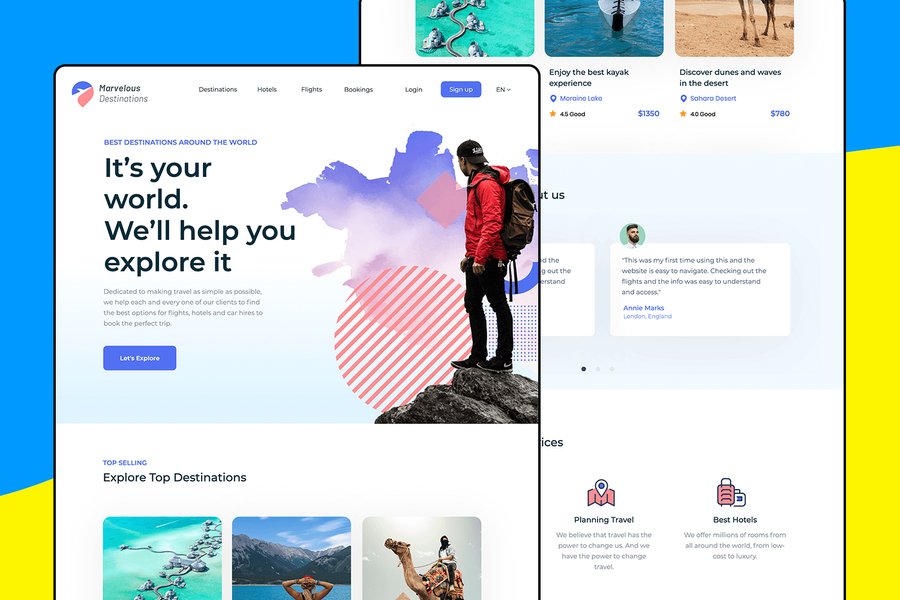 Marvelous
Destinations
Destinations
Hotels
Flights
Bookings
Login
Sign up
EN
BEST DESTINATIONS AROUND THE WORLD
It's your
world.
We'll help you
explore it
Dedicated to making travel as simple as possible,
we help each and every one of our clients to find
the best options for flights, hotels and car hires to
book the perfect trip.
Let's Explore
TOP SELLING
Explore Top Destinations
Enjoy the best kayak
experience
Moraine Lake
4.5 Good
$1350
Discover dunes and waves
in the desert
Sahara Desert
4.0 Good
$780
ut us
d the
g out the
erstand
"This was my first time using this and the
website is easy to navigate. Checking out the
flights and the info was easy to understand
and access."
Annie Marks
London, England
ices
Planning Travel
We believe that travel has the
power to change us. And we
have the power to change
travel.
Best Hotels
We offer millions of rooms from
all around the world, from low-
cost to luxury.